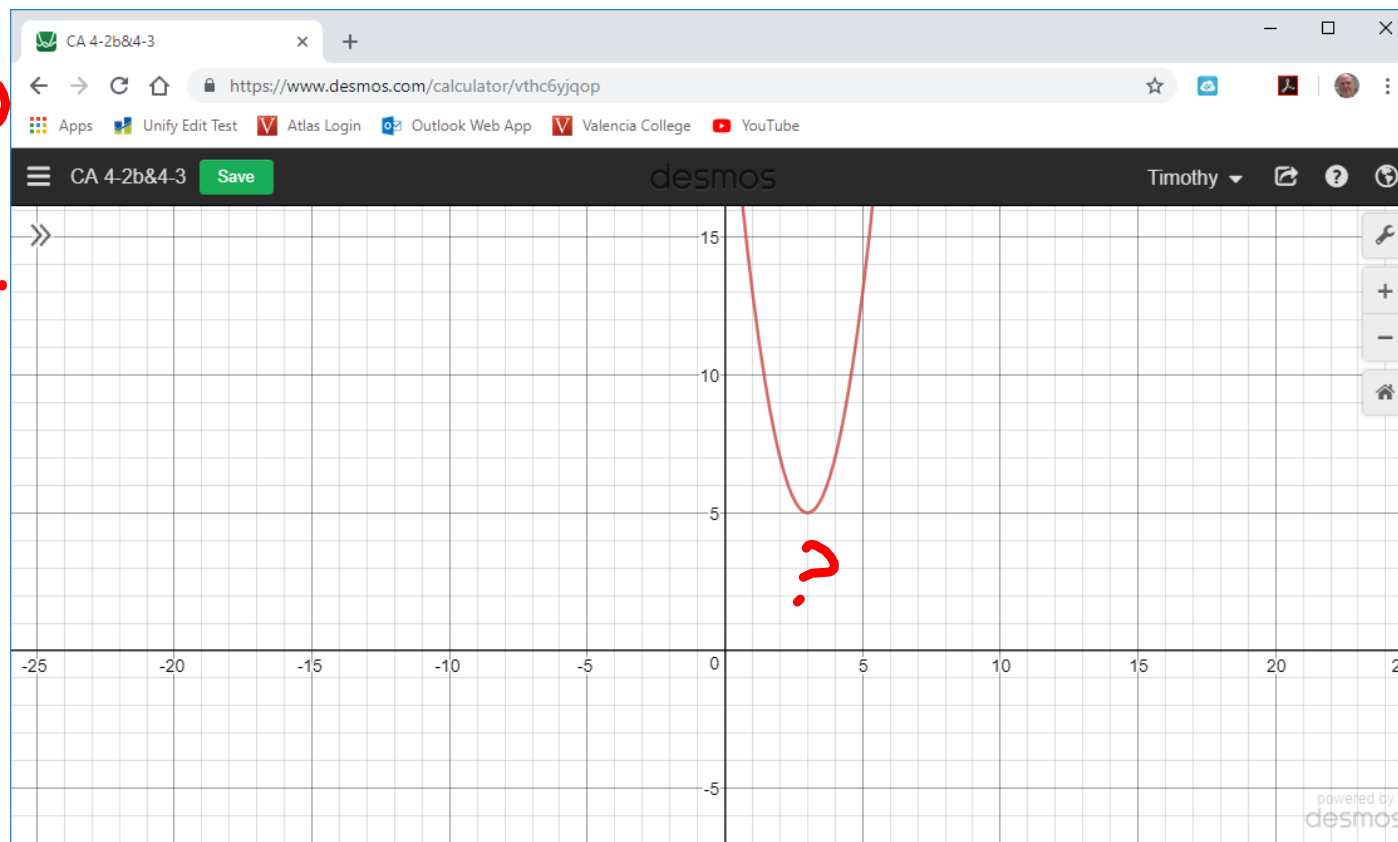 CA 4-2b&4-3
https://www.desmos.com/calculator/vthc6yjqop
Apps Unify Edit Test Atlas Login Outlook Web App Valencia College YouTube
CA 4-2b&4-3 Save desmos Timothy
15
10
5
?
-25 -20 -15 -10 -5 0 5 10 15 20 2
-5
powered by
desmos